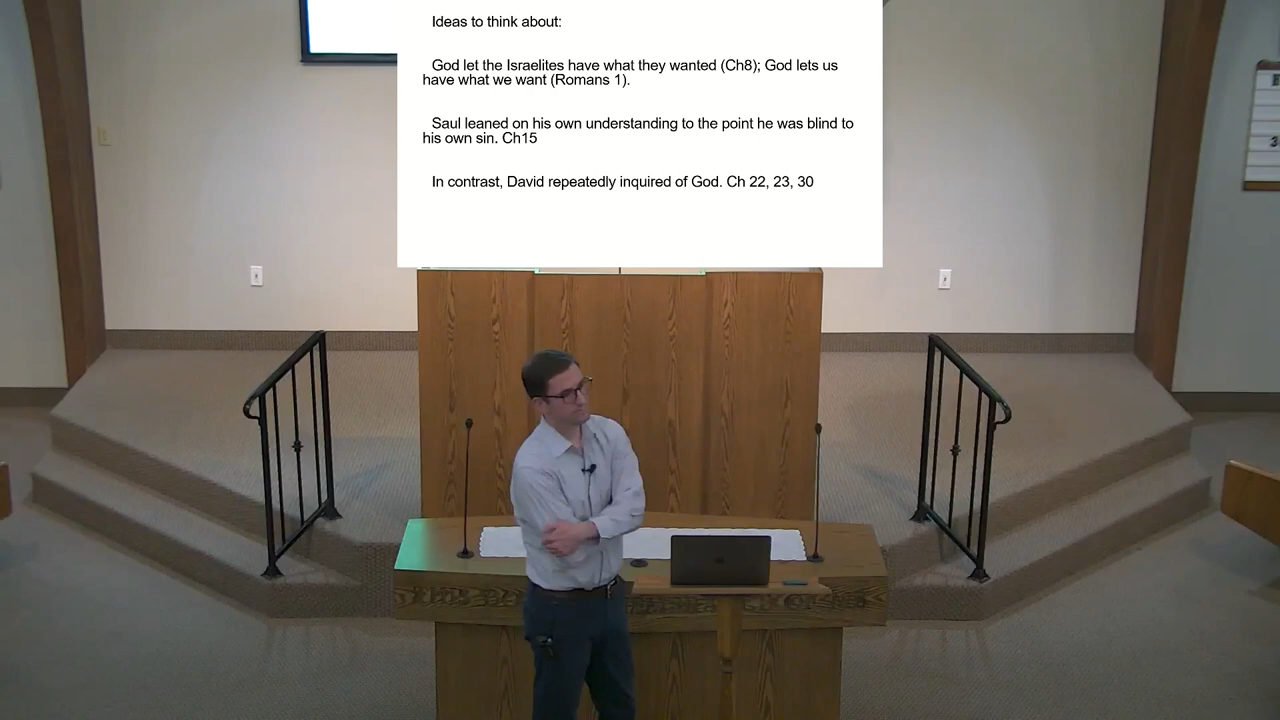 Ideas to think about:
God let the Israelites have what they wanted (Ch8); God lets us
have what we want (Romans 1).
Saul leaned on his own understanding to the point he was blind to
his own sin. Ch15
In contrast, David repeatedly inquired of God. Ch 22, 23, 30